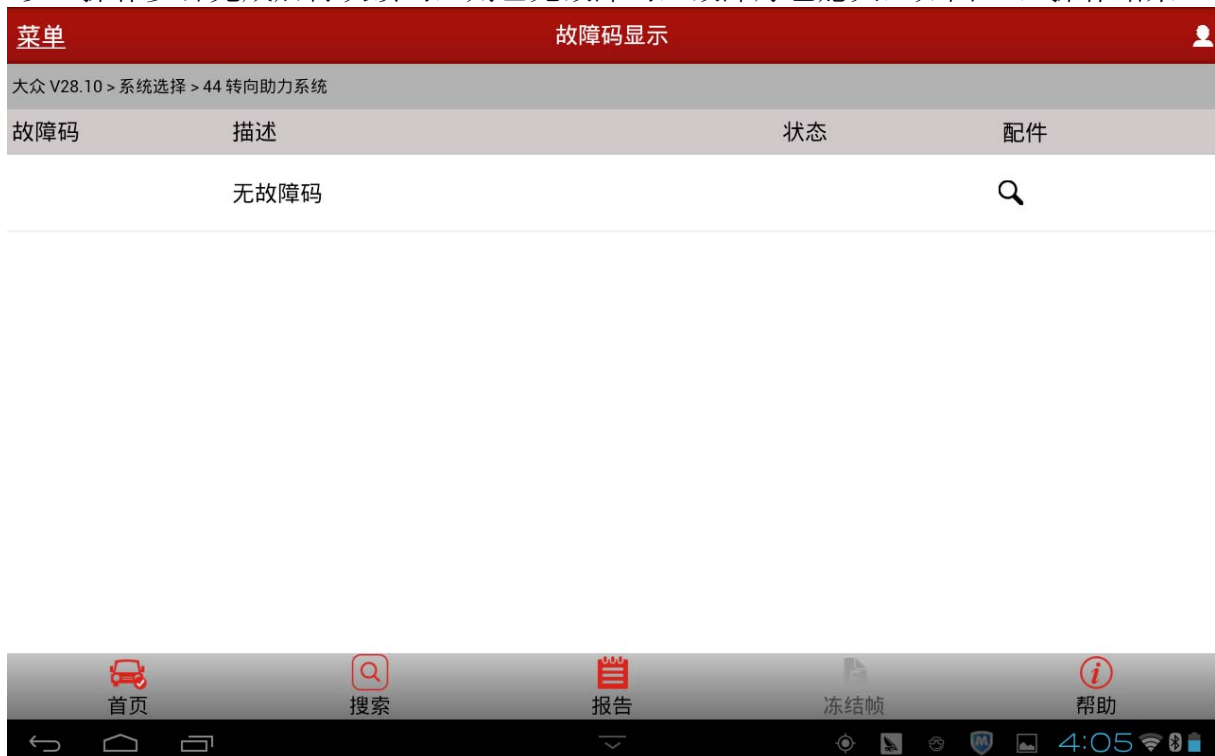 菜单 故障码显示
大众 V28.10 > 系统选择 > 44 转向助力系统
故障码 描述 状态 配件
无故障码
首页 搜索 报告 冻结帧 帮助
4:05